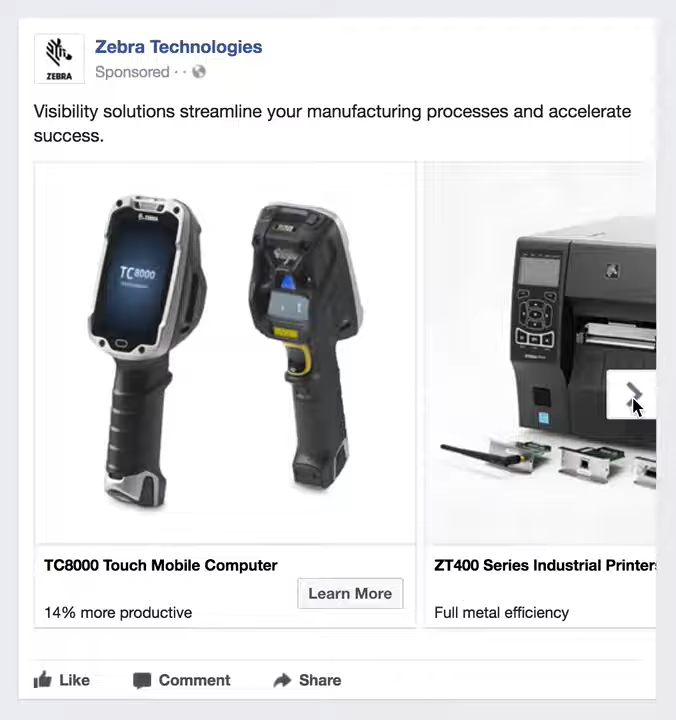 ZEBRA
Zebra Technologies
Sponsored · ·
Visibility solutions streamline your manufacturing processes and accelerate
success.
ZEBRA
TC8000
TC8000 Touch Mobile Computer
14% more productive
Learn More
ZT400 Series Industrial Printers
Full metal efficiency
Like
Comment
Share